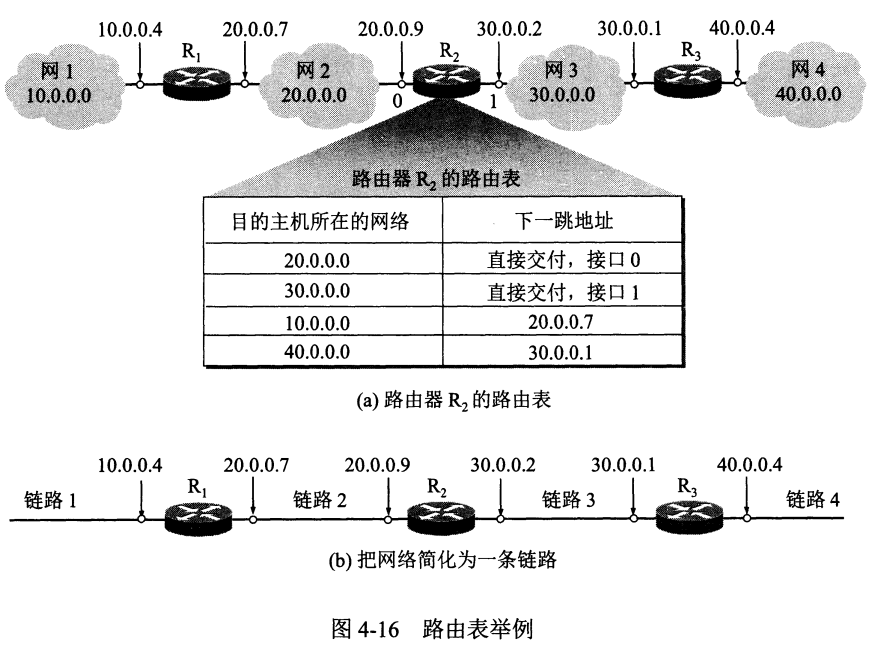 10.0.0.4 20.0.0.7 20.0.0.9 30.0.0.2 30.0.0.1 40.0.0.4
R1 R2 R3
网 1 网 2 网 3 网 4
10.0.0.0 20.0.0.0 0 1 30.0.0.0 40.0.0.0
路由器 R2 的路由表
目的主机所在的网络 下一跳地址
20.0.0.0 直接交付，接口 0
30.0.0.0 直接交付，接口 1
10.0.0.0 20.0.0.7
40.0.0.0 30.0.0.1
(a) 路由器 R2 的路由表
10.0.0.4 20.0.0.7 20.0.0.9 30.0.0.2 30.0.0.1 40.0.0.4
链路 1 R1 链路 2 R2 链路 3 R3 链路 4
(b) 把网络简化为一条链路
图 4-16 路由表举例